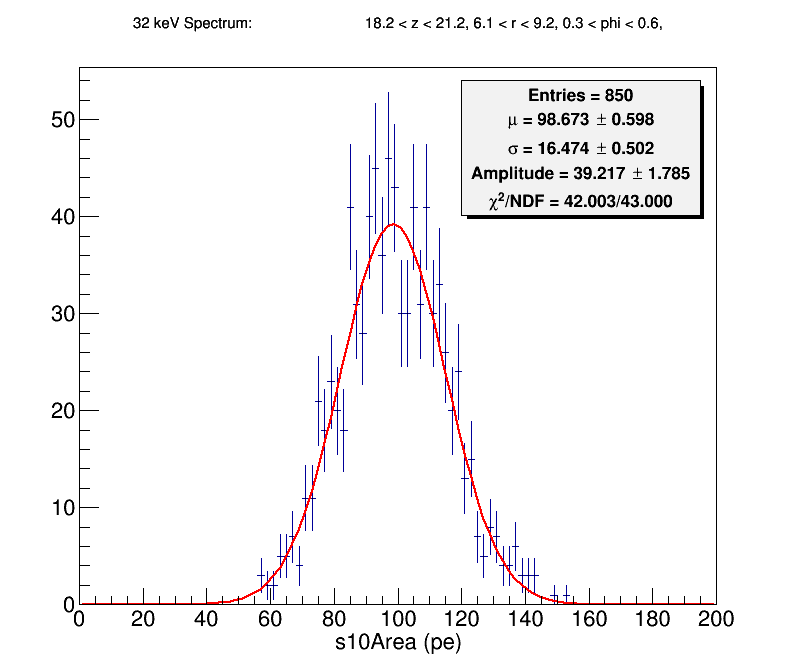 32 keV Spectrum: 18.2 < z < 21.2, 6.1 < r < 9.2, 0.3 < phi < 0.6,
Entries = 850
μ = 98.673 ± 0.598
σ = 16.474 ± 0.502
Amplitude = 39.217 ± 1.785
χ²/NDF = 42.003/43.000
50
40
30
20
10
0
0 20 40 60 80 100 120 140 160 180 200
s10Area (pe)